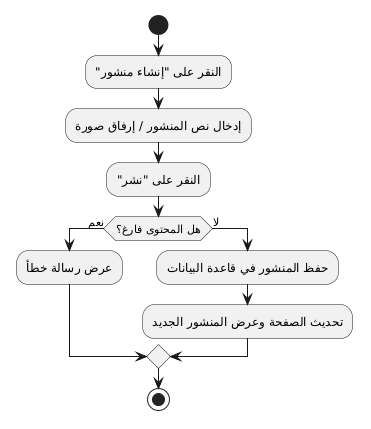 النقر على "إنشاء منشور"
إدخال نص المنشور / إرفاق صورة
النقر على "نشر"
هل المحتوى فارغ؟
نعم
لا
عرض رسالة خطأ
حفظ المنشور في قاعدة البيانات
تحديث الصفحة وعرض المنشور الجديد